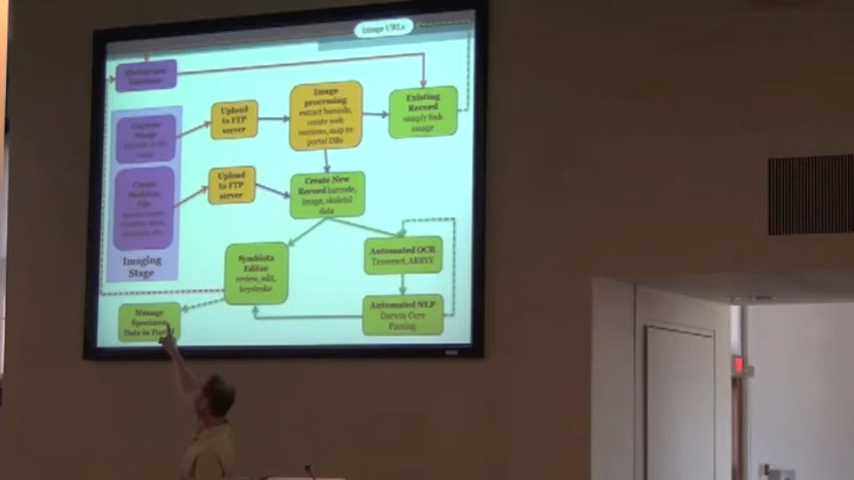 Image URLs
Image
processing
extract barcode,
create web
versions, map to
portal DBs
Existing
Record
simply link
image
Upload
to FTP
server
Capture
Image
Upload
to FTP
server
Create
Skeletal
File
Create New
Record barcode,
image, skeletal
data
Imaging
Stage
Symbiota
Editor
review, edit,
keystroke
Automated OCR
Tesseract, ABBYY
Automated NLP
Darwin Core
Parsing
Manage
Specimen
Data in Portal